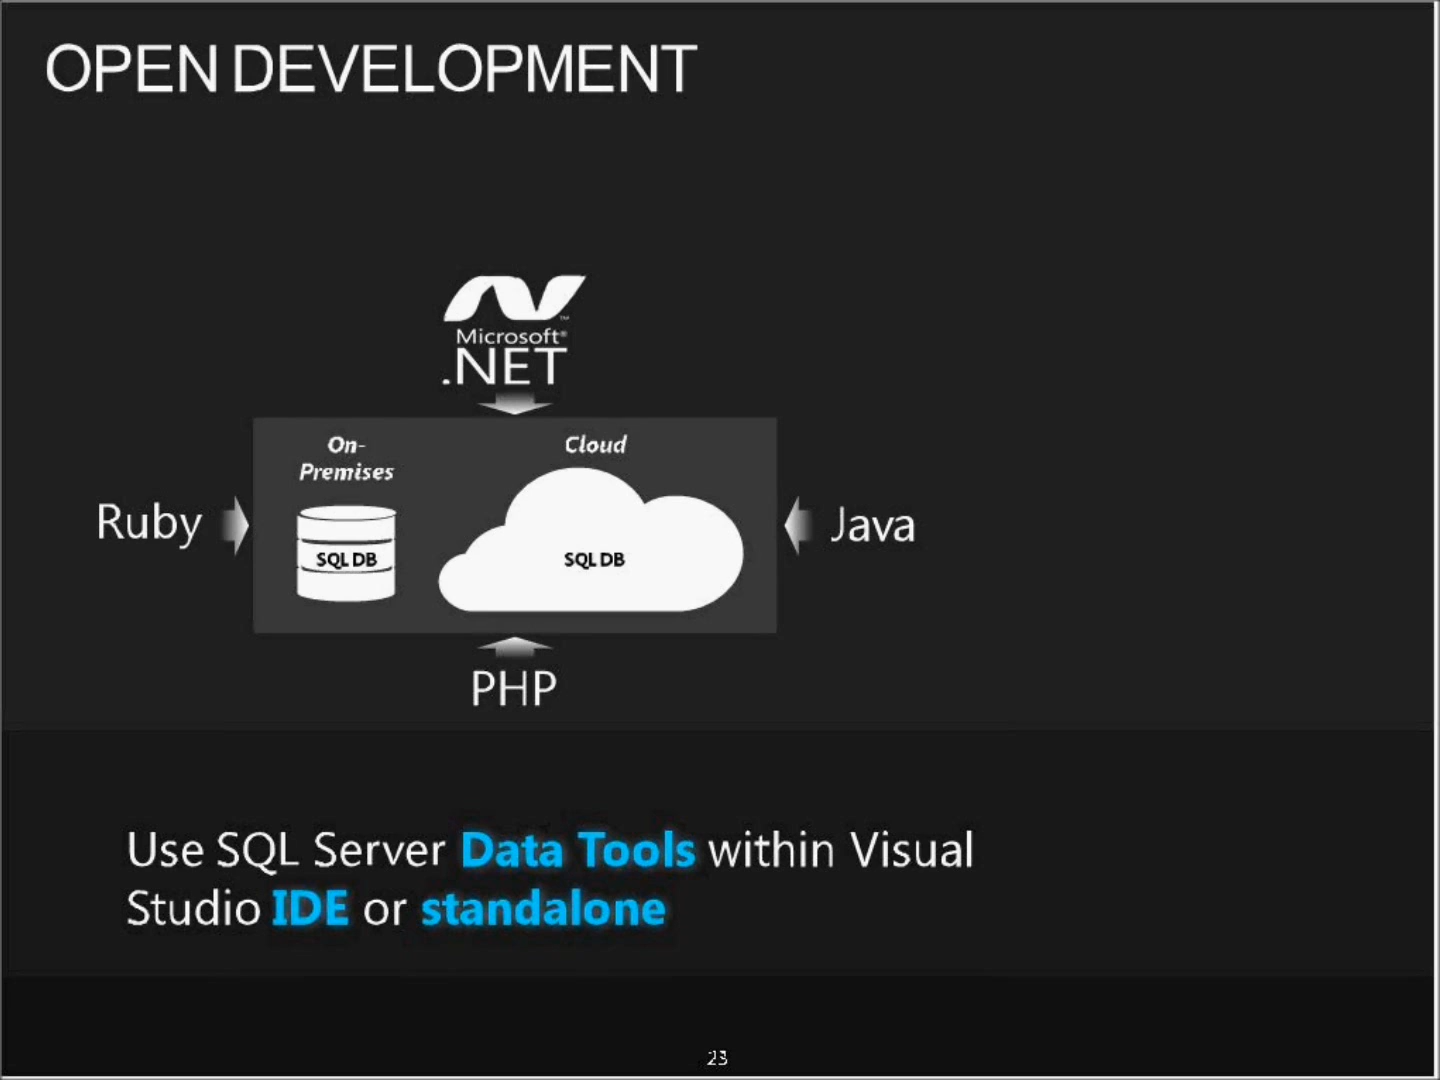 OPEN DEVELOPMENT
Microsoft®
.NET
On-
Premises
Cloud
Ruby
SQL DB
SQL DB
Java
PHP
Use SQL Server Data Tools within Visual
Studio IDE or standalone
23